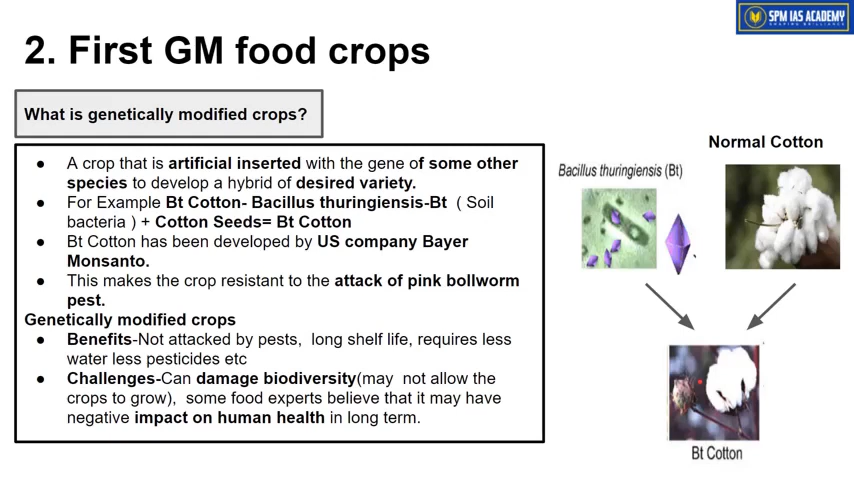 SPM IAS ACADEMY
SHAPING BRILLIANCE
2. First GM food crops
What is genetically modified crops?
● A crop that is artificial inserted with the gene of some other
species to develop a hybrid of desired variety.
● For Example Bt Cotton- Bacillus thuringiensis-Bt ( Soil
bacteria ) + Cotton Seeds= Bt Cotton
● Bt Cotton has been developed by US company Bayer
Monsanto.
● This makes the crop resistant to the attack of pink bollworm
pest.
Genetically modified crops
● Benefits-Not attacked by pests, long shelf life, requires less
water less pesticides etc
● Challenges-Can damage biodiversity(may not allow the
crops to grow), some food experts believe that it may have
negative impact on human health in long term.
Normal Cotton
Bacillus thuringiensis (Bt)
Bt Cotton